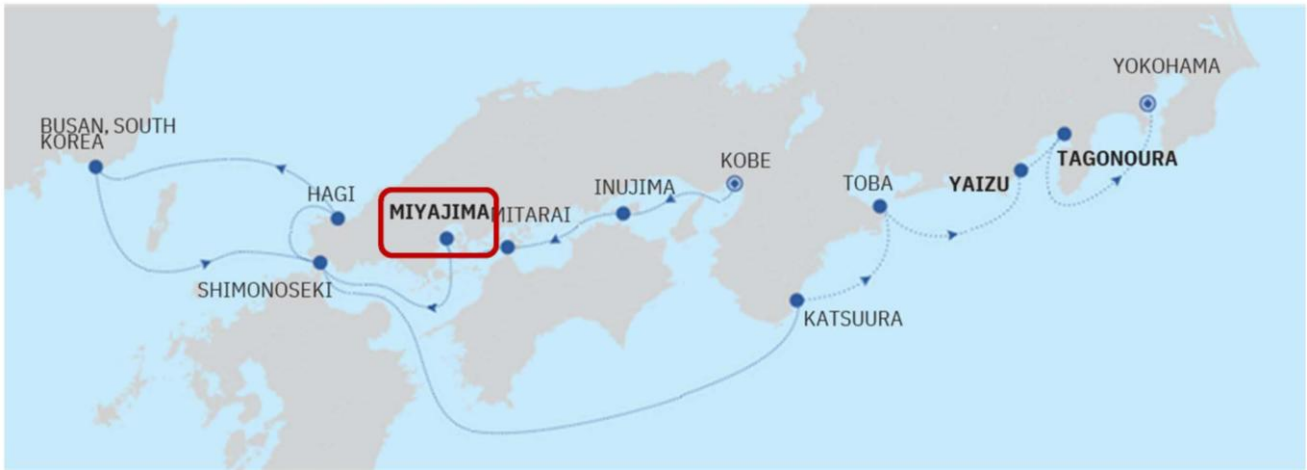 YOKOHAMA
BUSAN, SOUTH
KOREA
TAGONOURA
KOBE
TOBA
YAIZU
INUJIMA
HAGI
MIYAJIMA
MITARAI
SHIMONOSEKI
KATSUURA